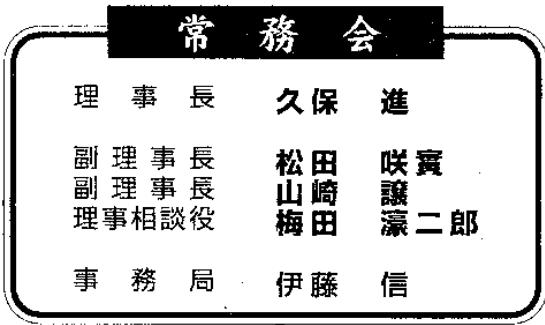 常務会
理事長 久保 進
副理事長 松田 咲實
副理事長 山崎 譲
理事相談役 梅田 濠二郎
事務局 伊藤 信